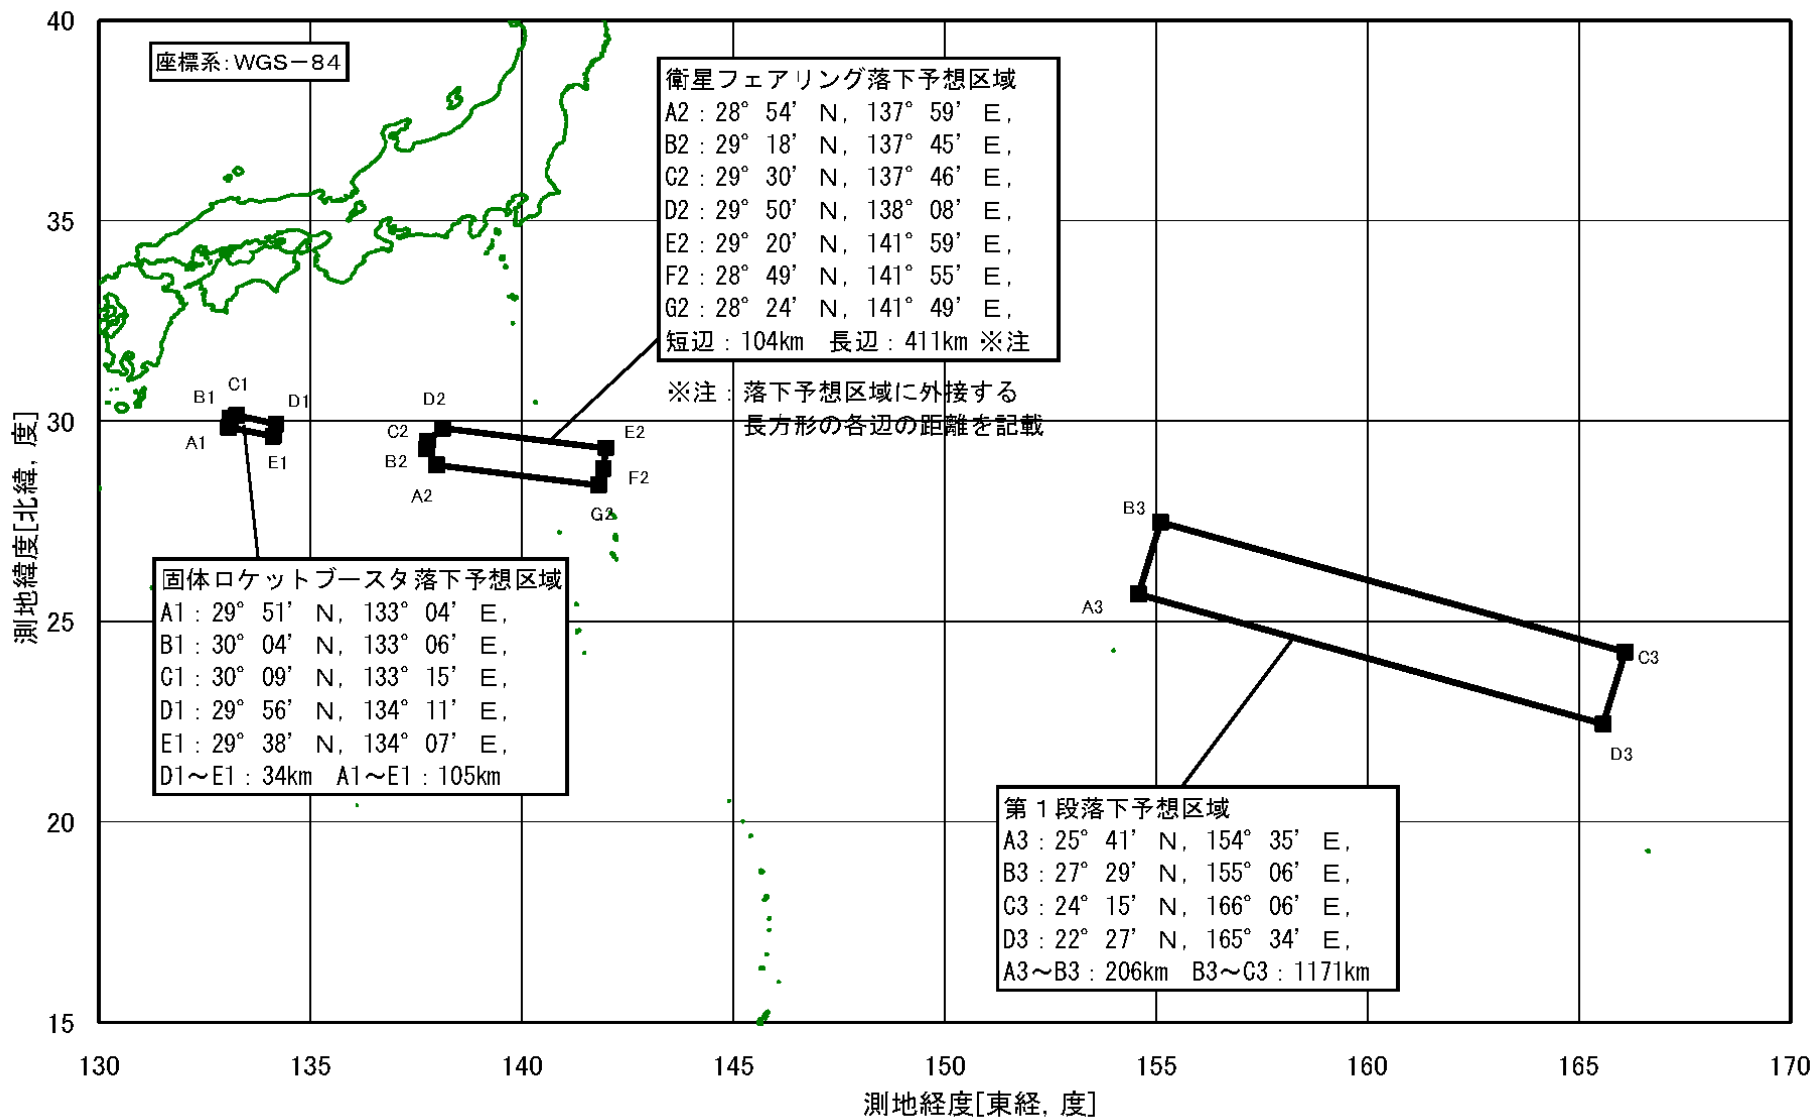 40
35
30
25
20
15
測地緯度[北緯, 度]
座標系:WGS-84
衛星フェアリング落下予想区域
A2:28° 54' N, 137° 59' E,
B2:29° 18' N, 137° 45' E,
C2:29° 30' N, 137° 46' E,
D2:29° 50' N, 138° 08' E,
E2:29° 20' N, 141° 59' E,
F2:28° 49' N, 141° 55' E,
G2:28° 24' N, 141° 49' E,
短辺:104km 長辺:411km ※注
※注:落下予想区域に外接する
長方形の各辺の距離を記載
C1
B1
D1
A1
E1
D2
C2
B2
A2
E2
F2
G2
B3
A3
C3
D3
固体ロケットブースタ落下予想区域
A1:29° 51' N, 133° 04' E,
B1:30° 04' N, 133° 06' E,
C1:30° 09' N, 133° 15' E,
D1:29° 56' N, 134° 11' E,
E1:29° 38' N, 134° 07' E,
D1~E1:34km A1~E1:105km
第1段落下予想区域
A3:25° 41' N, 154° 35' E,
B3:27° 29' N, 155° 06' E,
C3:24° 15' N, 166° 06' E,
D3:22° 27' N, 165° 34' E,
A3~B3:206km B3~C3:1171km
130 135 140 145 150 155 160 165 170
測地経度[東経, 度]